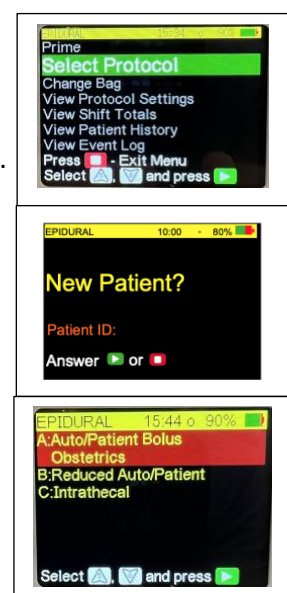 EPIDURAL 15:34 o 90%
Prime
Select Protocol
Change Bag
View Protocol Settings
View Shift Totals
View Patient History
View Event Log
Press - Exit Menu
Select , and press
.
EPIDURAL 10:00 - 80%
New Patient?
Patient ID:
Answer or
EPIDURAL 15:44 o 90%
A:Auto/Patient Bolus
Obstetrics
B:Reduced Auto/Patient
C:Intrathecal
Select , and press